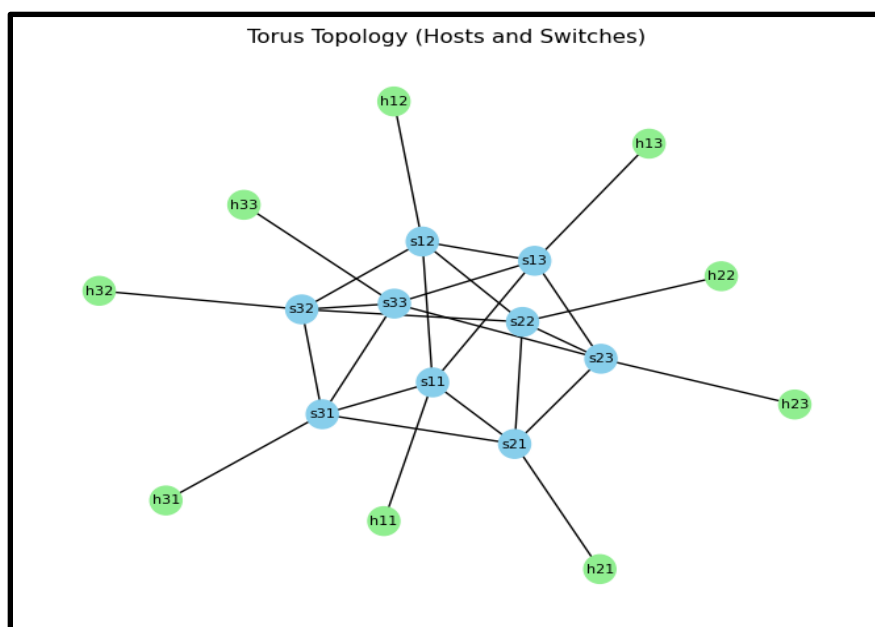 Torus Topology (Hosts and Switches)
h12
h13
h33
s12
s13
h22
h32
s32
s33
s22
s23
s11
h23
s31
s21
h31
h11
h21